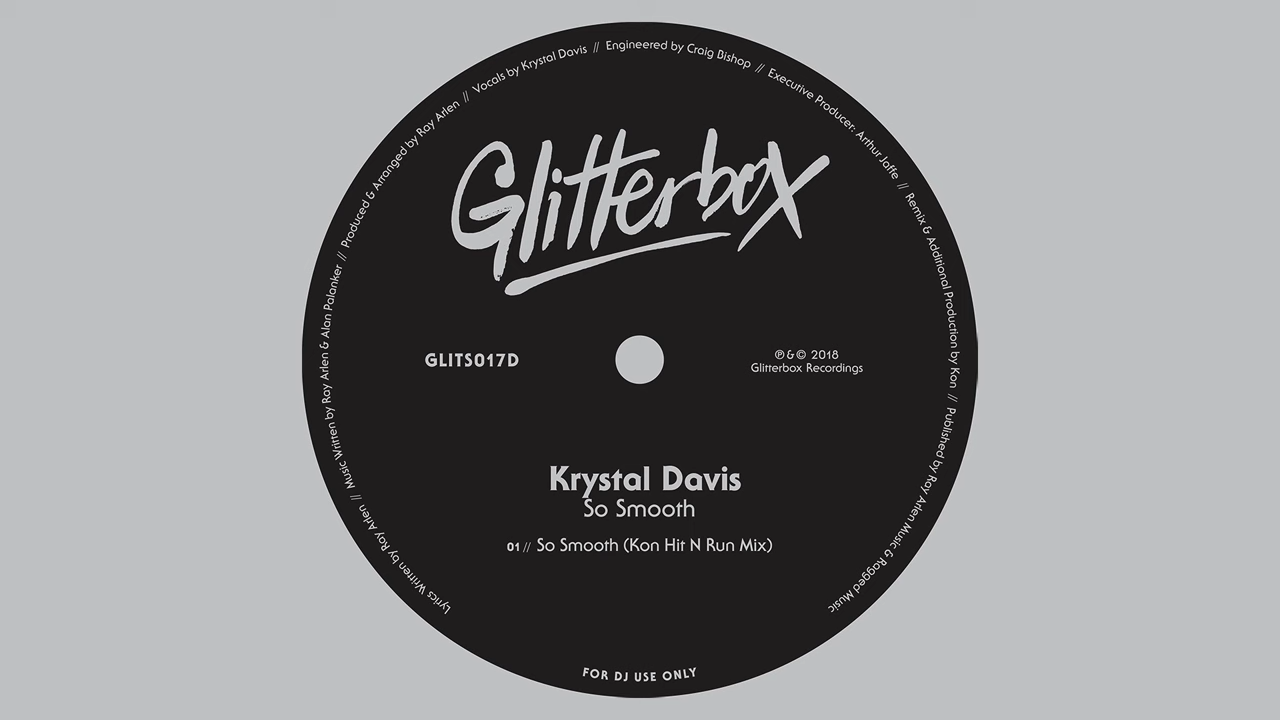 Lyrics Written by Ray Arlen // Music Written by Ray Arlen & Alan Palanker // Produced & Arranged by Ray Arlen // Vocals by Krystal Davis // Engineered by Craig Bishop // Executive Producer: Arthur Jaffe // Remix & Additional Production by Kon // Published by Ray Arlen Music & Ragged Music
Glitterbox
GLITS017D
℗ & © 2018
Glitterbox Recordings
Krystal Davis
So Smooth
01 // So Smooth (Kon Hit N Run Mix)
FOR DJ USE ONLY